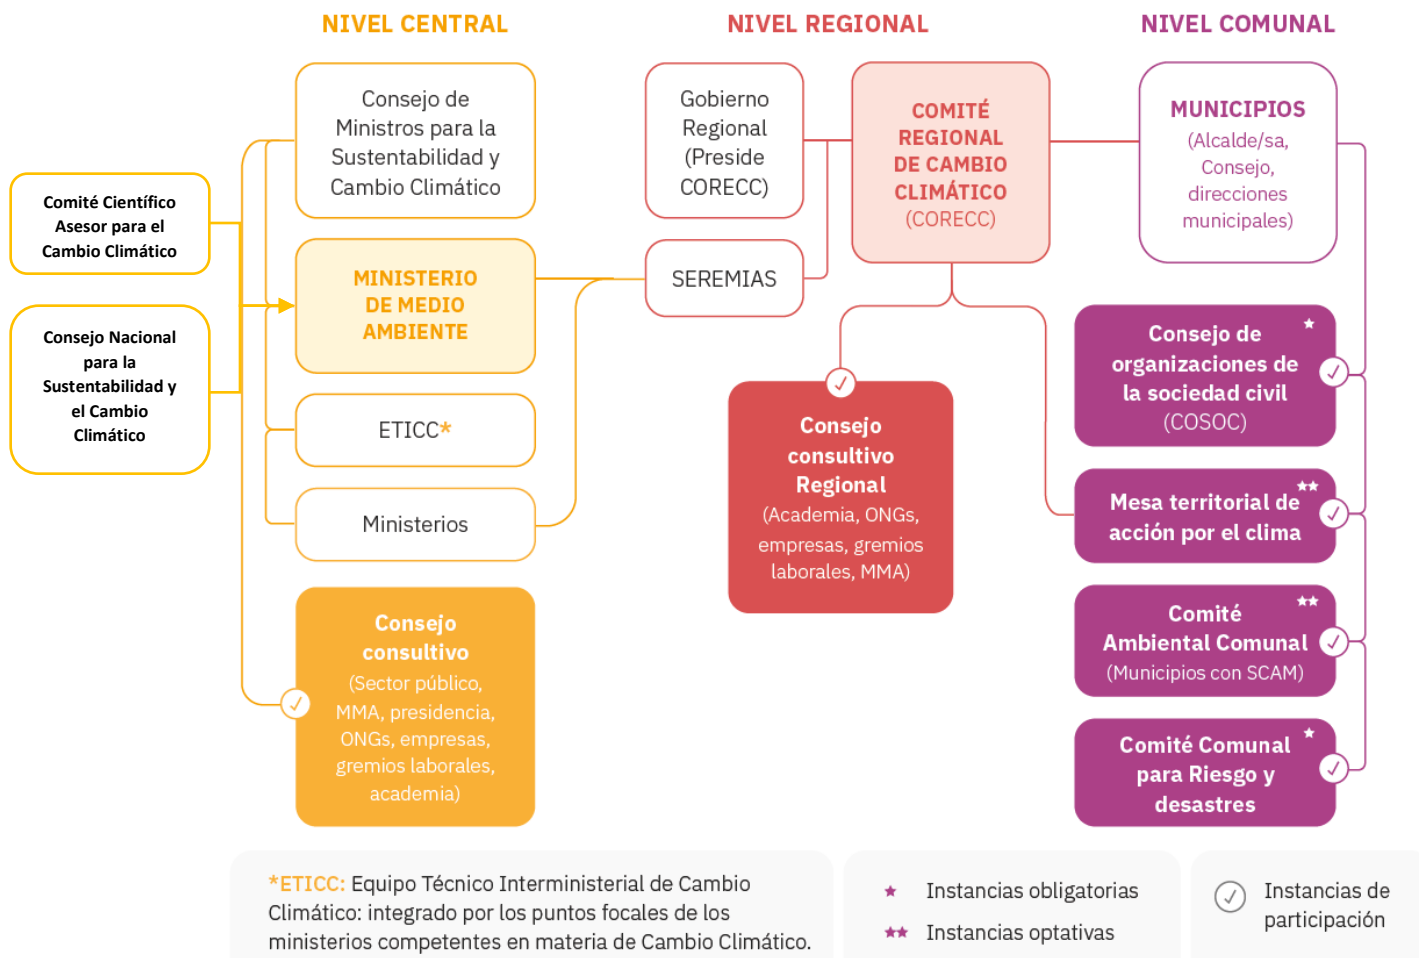 NIVEL CENTRAL
NIVEL REGIONAL
NIVEL COMUNAL
Comité Científico
Asesor para el
Cambio Climático
Consejo Nacional
para la
Sustentabilidad y
el Cambio
Climático
Consejo de
Ministros para la
Sustentabilidad y
Cambio Climático
MINISTERIO
DE MEDIO
AMBIENTE
ETICC*
Ministerios
Consejo
consultivo
(Sector público,
MMA, presidencia,
ONGs, empresas,
gremios laborales,
academia)
Gobierno
Regional
(Preside
CORECC)
SEREMIAS
COMITÉ
REGIONAL
DE CAMBIO
CLIMÁTICO
(CORECC)
Consejo
consultivo
Regional
(Academia, ONGs,
empresas, gremios
laborales, MMA)
MUNICIPIOS
(Alcalde/sa,
Consejo,
direcciones
municipales)
Consejo de
organizaciones de
la sociedad civil
(COSOC)
Mesa territorial de
acción por el clima
Comité
Ambiental Comunal
(Municipios con SCAM)
Comité Comunal
para Riesgo y
desastres
*ETICC: Equipo Técnico Interministerial de Cambio
Climático: integrado por los puntos focales de los
ministerios competentes en materia de Cambio Climático.
★ Instancias obligatorias
★★ Instancias optativas
Instancias de
participación